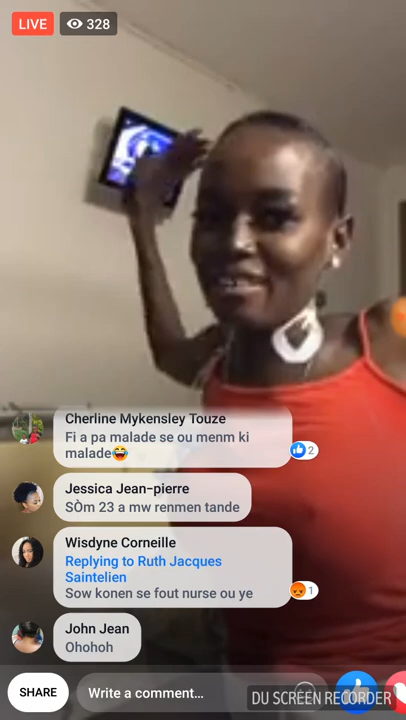 LIVE 328
Cherline Mykensley Touze
Fi a pa malade se ou menm ki
malade😂
2
Jessica Jean-pierre
SÒm 23 a mw renmen tande
Wisdyne Corneille
Replying to Ruth Jacques
Saintelien
Sow konen se fout nurse ou ye
1
John Jean
Ohohoh
SHARE
Write a comment...
DU SCREEN RECORDER